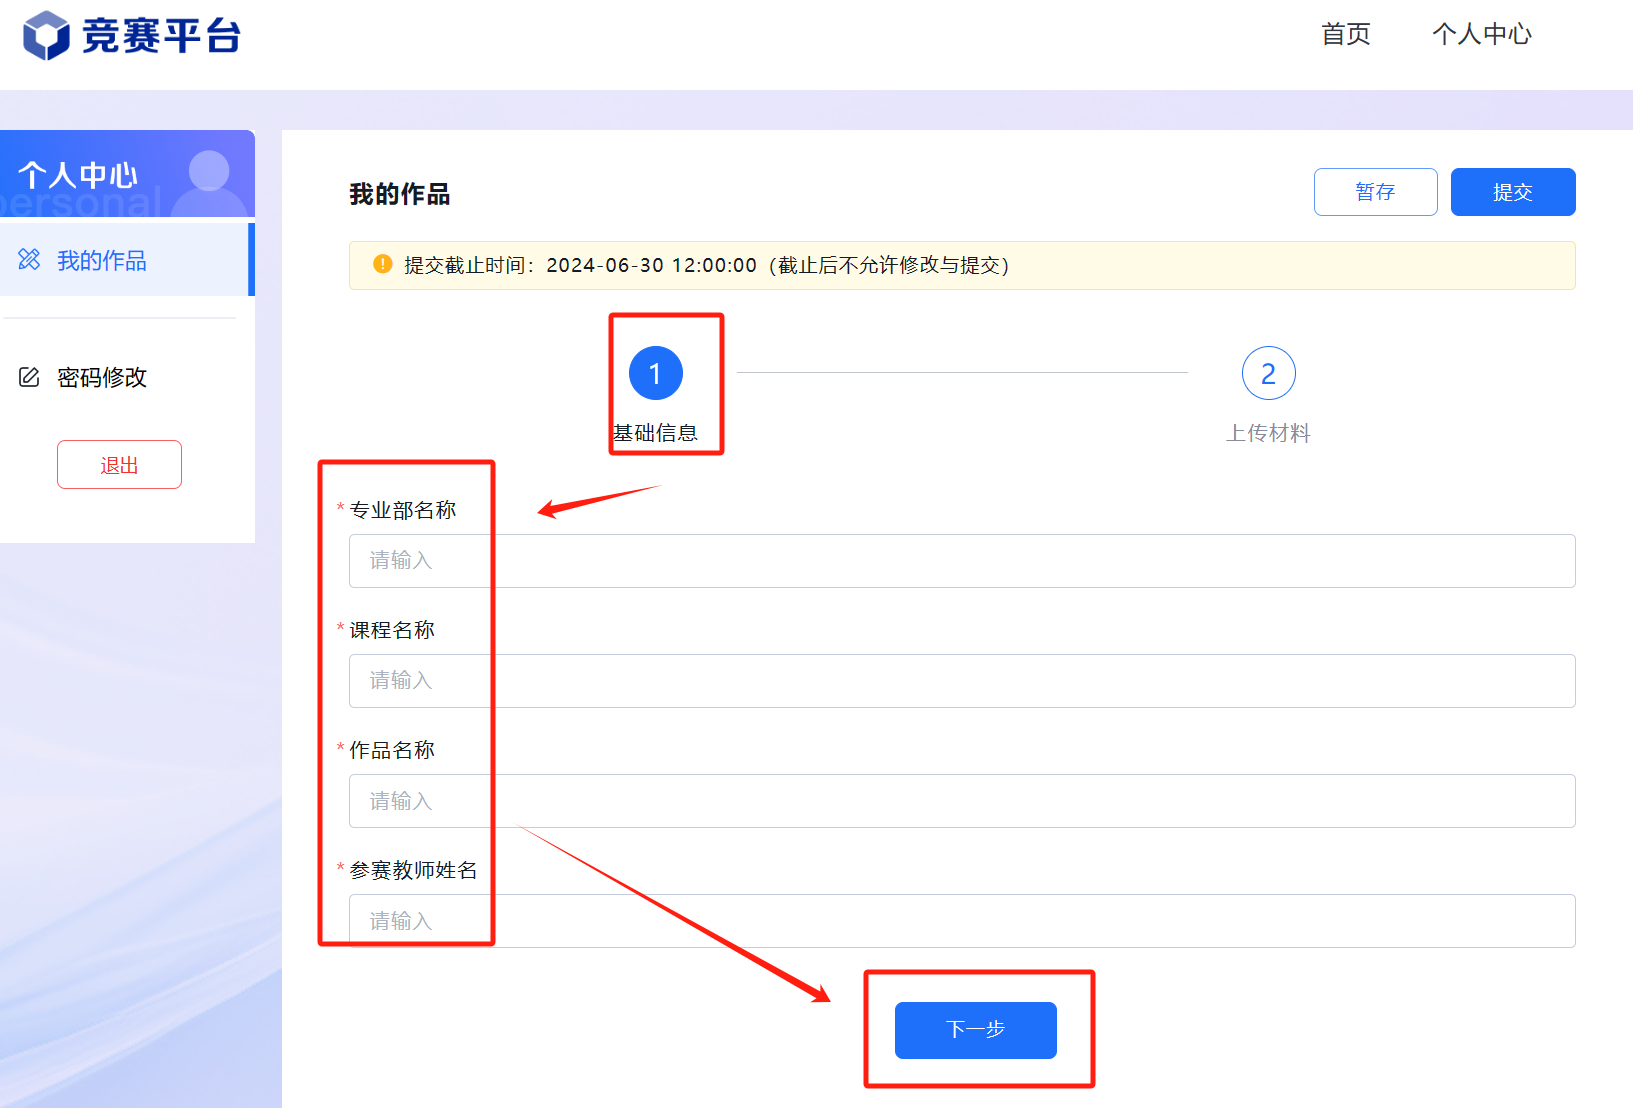 竞赛平台
首页
个人中心
个人中心
personal
我的作品
密码修改
退出
我的作品
暂存
提交
提交截止时间：2024-06-30 12:00:00（截止后不允许修改与提交）
1
2
基础信息
上传材料
* 专业部名称
请输入
* 课程名称
请输入
* 作品名称
请输入
* 参赛教师姓名
请输入
下一步